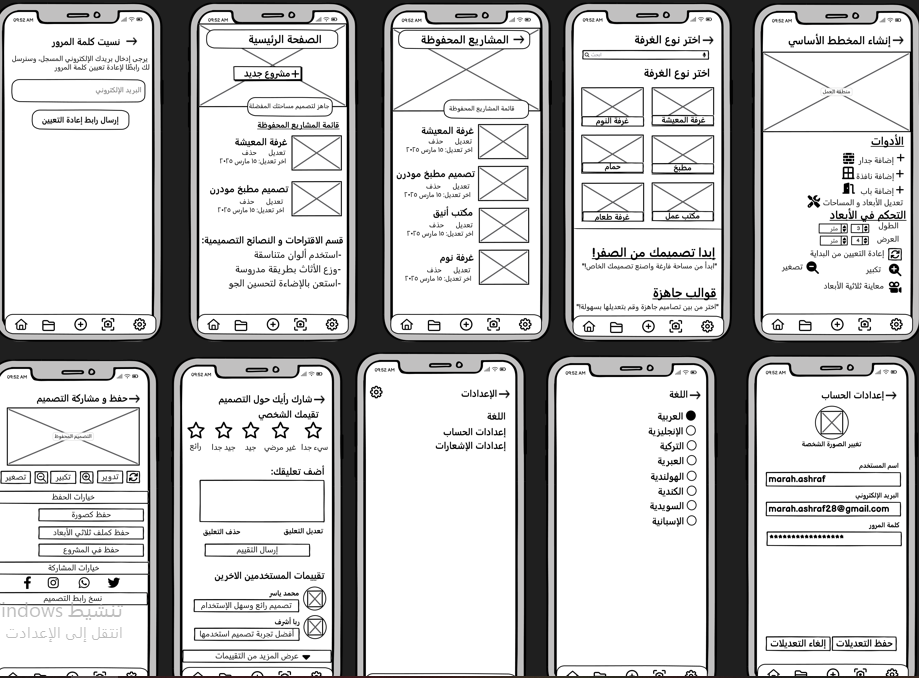 09:52 AM
نسيت كلمة المرور
يرجى إدخال بريدك الإلكتروني المسجل، وسنرسل
لك رابطًا لإعادة تعيين كلمة المرور
البريد الإلكتروني
إرسال رابط إعادة التعيين
09:52 AM
الصفحة الرئيسية
+مشروع جديد
جاهز لتصميم مساحتك المفضلة
قائمة المشاريع المحفوظة
غرفة المعيشة
تعديل حذف
اخر تعديل: ١٥ مارس ٢٠٢٥
تصميم مطبخ مودرن
تعديل حذف
اخر تعديل: ١٥ مارس ٢٠٢٥
قسم الاقتراحات و النصائح التصميمية:
-استخدم ألوان متناسقة
-وزع الأثاث بطريقة مدروسة
-استعن بالإضاءة لتحسين الجو
09:52 AM
المشاريع المحفوظة
قائمة المشاريع المحفوظة
غرفة المعيشة
تعديل حذف
اخر تعديل: ١٥ مارس ٢٠٢٥
تصميم مطبخ مودرن
تعديل حذف
اخر تعديل: ١٥ مارس ٢٠٢٥
مكتب أنيق
تعديل حذف
اخر تعديل: ١٥ مارس ٢٠٢٥
غرفة نوم
تعديل حذف
اخر تعديل: ١٥ مارس ٢٠٢٥
09:52 AM
اختر نوع الغرفة
اختر نوع الغرفة
غرفة المعيشة
غرفة النوم
مطبخ
حمام
مكتب عمل
غرفة طعام
ابدا تصميمك من الصفر!
"ابدأ من مساحة فارغة واصنع تصميمك الخاص!"
قوالب جاهزة
"اختر من بين تصاميم جاهزة وقم بتعديلها بسهولة!"
09:52 AM
إنشاء المخطط الأساسي
منطقة العمل
الأدوات
+ إضافة جدار
+ إضافة نافذة
+ إضافة باب
تعديل الأبعاد و المساحات
التحكم في الأبعاد
الطول 5 متر
العرض 4 متر
إعادة التعيين من البداية
تكبير تصغير
معاينة ثلاثية الأبعاد
09:52 AM
حفظ و مشاركة التصميم
التصميم المحفوظ
تدوير تكبير تصغير
خيارات الحفظ
حفظ كصورة
حفظ كملف ثلاثي الأبعاد
حفظ في المشروع
خيارات المشاركة
نسخ رابط التصميم
تنشيط Windows
انتقل إلى الإعدادت
09:52 AM
شارك رأيك حول التصميم
تقيمك الشخصي
سيء جدا غير مرضي جيد جيد جدا رائع
أضف تعليقك:
تعديل التعليق حذف التعليق
إرسال التقييم
تقييمات المستخدمين الاخرين
محمد ياسر
تصميم رائع وسهل الإستخدام
ربا أشرف
أفضل تجربة تصميم استخدمها
عرض المزيد من التقييمات
09:52 AM
الإعدادات
اللغة
إعدادات الحساب
إعدادات الإشعارات
09:52 AM
اللغة
العربية
الإنجليزية
التركية
العبرية
الهولندية
الكندية
السويدية
الإسبانية
09:52 AM
إعدادات الحساب
تغيير الصورة الشخصة
اسم المستخدم
marah.ashraf
البريد الإلكتروني
marah.ashraf28@gmail.com
كلمة المرور
*****************
حفظ التعديلات إلغاء التعديلات